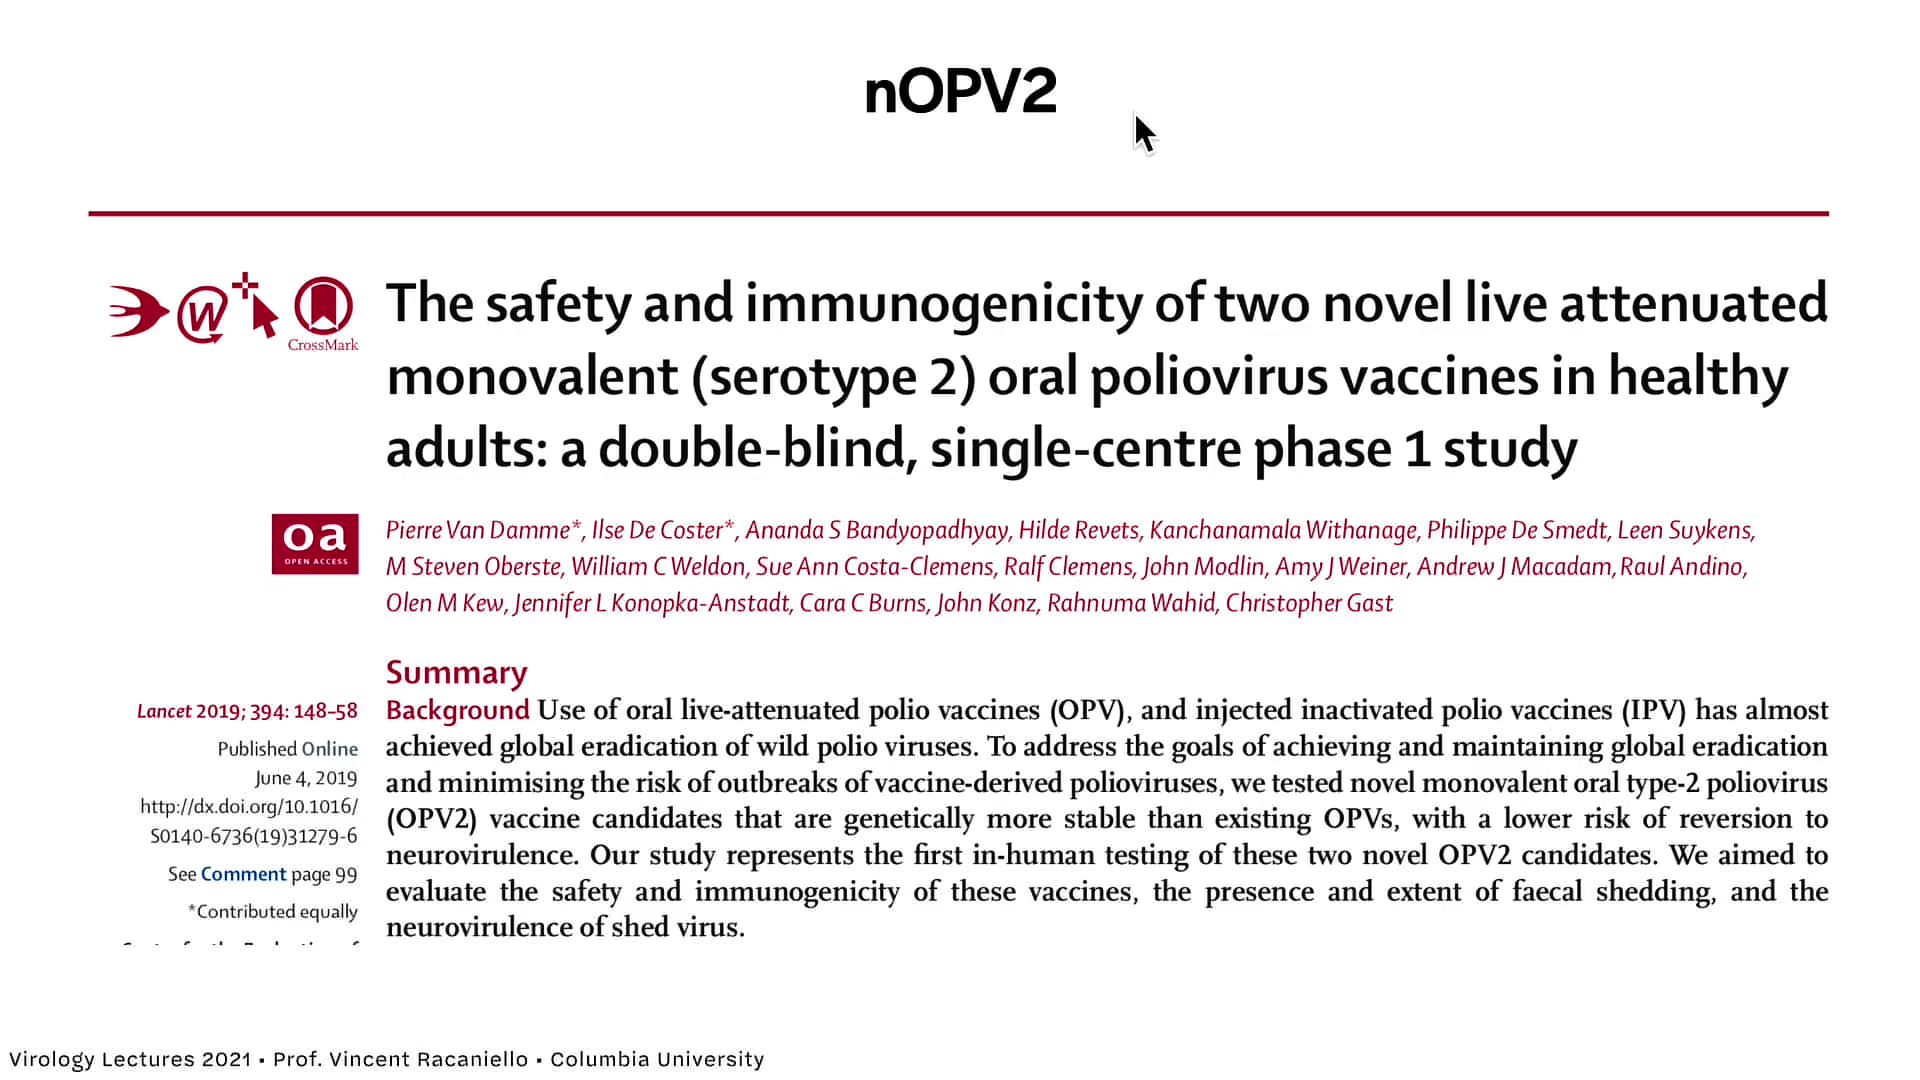 nOPV2
CrossMark
The safety and immunogenicity of two novel live attenuated
monovalent (serotype 2) oral poliovirus vaccines in healthy
adults: a double-blind, single-centre phase 1 study
oa
OPEN ACCESS
Pierre Van Damme*, Ilse De Coster*, Ananda S Bandyopadhyay, Hilde Revets, Kanchanamala Withanage, Philippe De Smedt, Leen Suykens,
M Steven Oberste, William C Weldon, Sue Ann Costa-Clemens, Ralf Clemens, John Modlin, Amy J Weiner, Andrew J Macadam, Raul Andino,
Olen M Kew, Jennifer L Konopka-Anstadt, Cara C Burns, John Konz, Rahnuma Wahid, Christopher Gast
Summary
Background Use of oral live-attenuated polio vaccines (OPV), and injected inactivated polio vaccines (IPV) has almost
achieved global eradication of wild polio viruses. To address the goals of achieving and maintaining global eradication
and minimising the risk of outbreaks of vaccine-derived polioviruses, we tested novel monovalent oral type-2 poliovirus
(OPV2) vaccine candidates that are genetically more stable than existing OPVs, with a lower risk of reversion to
neurovirulence. Our study represents the first in-human testing of these two novel OPV2 candidates. We aimed to
evaluate the safety and immunogenicity of these vaccines, the presence and extent of faecal shedding, and the
neurovirulence of shed virus.
Lancet 2019; 394: 148–58
Published Online
June 4, 2019
http://dx.doi.org/10.1016/
S0140-6736(19)31279-6
See Comment page 99
*Contributed equally
Virology Lectures 2021 • Prof. Vincent Racaniello • Columbia University